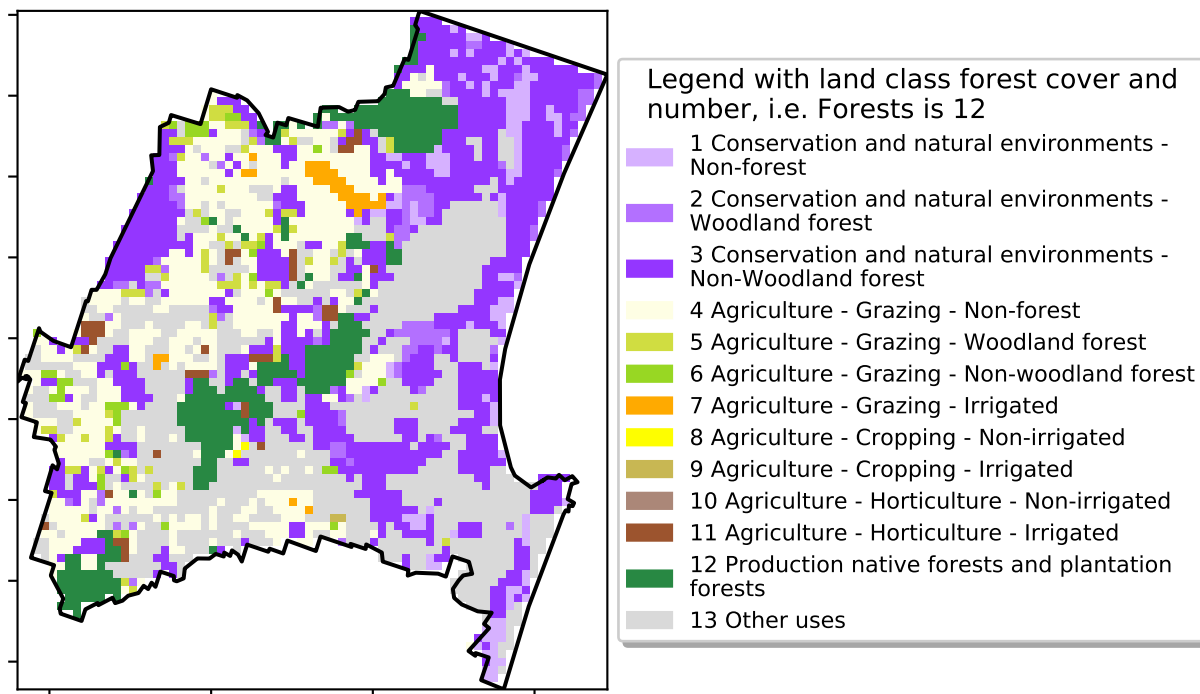 Legend with land class forest cover and
number, i.e. Forests is 12
1 Conservation and natural environments -
Non-forest
2 Conservation and natural environments -
Woodland forest
3 Conservation and natural environments -
Non-Woodland forest
4 Agriculture - Grazing - Non-forest
5 Agriculture - Grazing - Woodland forest
6 Agriculture - Grazing - Non-woodland forest
7 Agriculture - Grazing - Irrigated
8 Agriculture - Cropping - Non-irrigated
9 Agriculture - Cropping - Irrigated
10 Agriculture - Horticulture - Non-irrigated
11 Agriculture - Horticulture - Irrigated
12 Production native forests and plantation
forests
13 Other uses